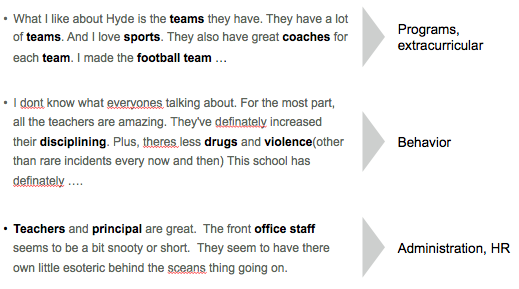 • What I like about Hyde is the teams they have. They have a lot
of teams. And I love sports. They also have great coaches for
each team. I made the football team …
Programs,
extracurricular
• I dont know what everyones talking about. For the most part,
all the teachers are amazing. They've definately increased
their disciplining. Plus, theres less drugs and violence(other
than rare incidents every now and then) This school has
definately ….
Behavior
• Teachers and principal are great. The front office staff
seems to be a bit snooty or short. They seem to have there
own little esoteric behind the sceans thing going on.
Administration, HR